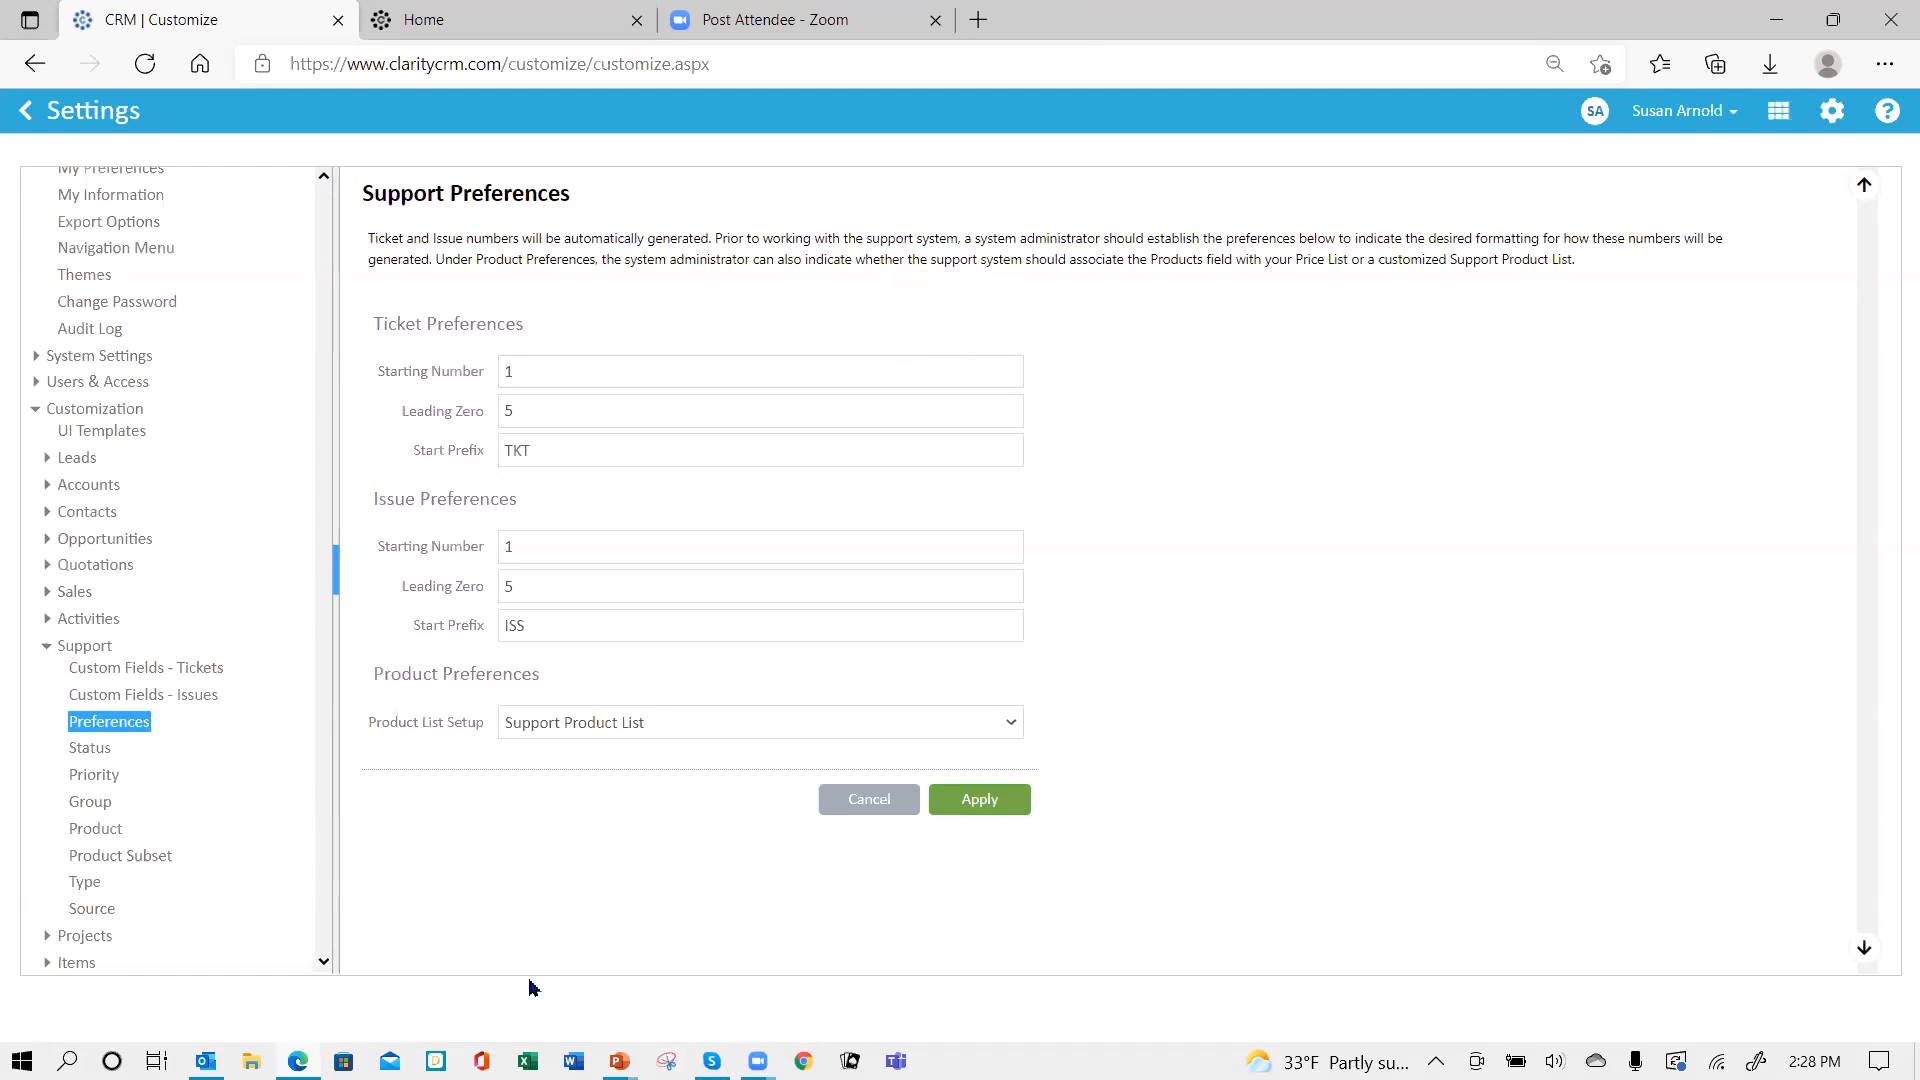 CRM | Customize
Home
Post Attendee - Zoom
https://www.claritycrm.com/customize/customize.aspx
Settings
SA
Susan Arnold
My Preferences
My Information
Export Options
Navigation Menu
Themes
Change Password
Audit Log
System Settings
Users & Access
Customization
UI Templates
Leads
Accounts
Contacts
Opportunities
Quotations
Sales
Activities
Support
Custom Fields - Tickets
Custom Fields - Issues
Preferences
Status
Priority
Group
Product
Product Subset
Type
Source
Projects
Items
Support Preferences
Ticket and Issue numbers will be automatically generated. Prior to working with the support system, a system administrator should establish the preferences below to indicate the desired formatting for how these numbers will be
generated. Under Product Preferences, the system administrator can also indicate whether the support system should associate the Products field with your Price List or a customized Support Product List.
Ticket Preferences
Starting Number 1
Leading Zero 5
Start Prefix TKT
Issue Preferences
Starting Number 1
Leading Zero 5
Start Prefix ISS
Product Preferences
Product List Setup Support Product List
Cancel Apply
33°F Partly su...
2:28 PM